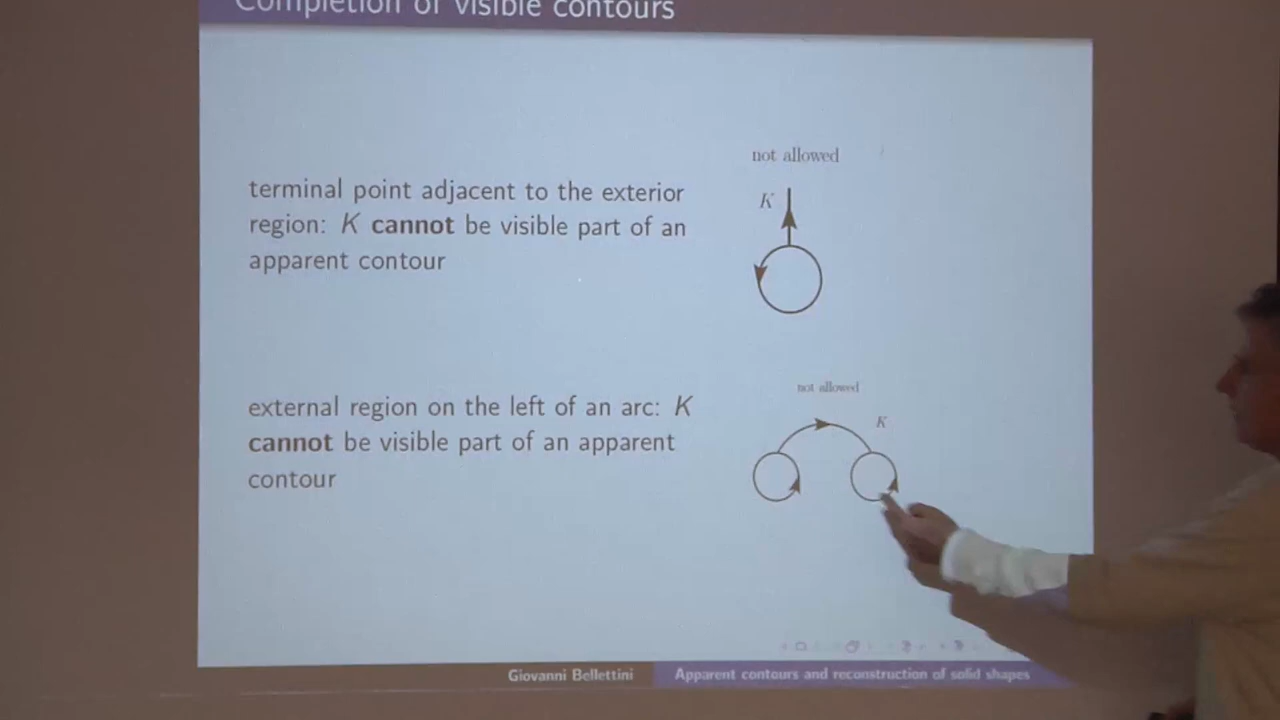 Completion of visible contours
not allowed
terminal point adjacent to the exterior
region: K cannot be visible part of an
apparent contour
K
not allowed
external region on the left of an arc: K
cannot be visible part of an apparent
contour
K
Giovanni Bellettini
Apparent contours and reconstruction of solid shapes